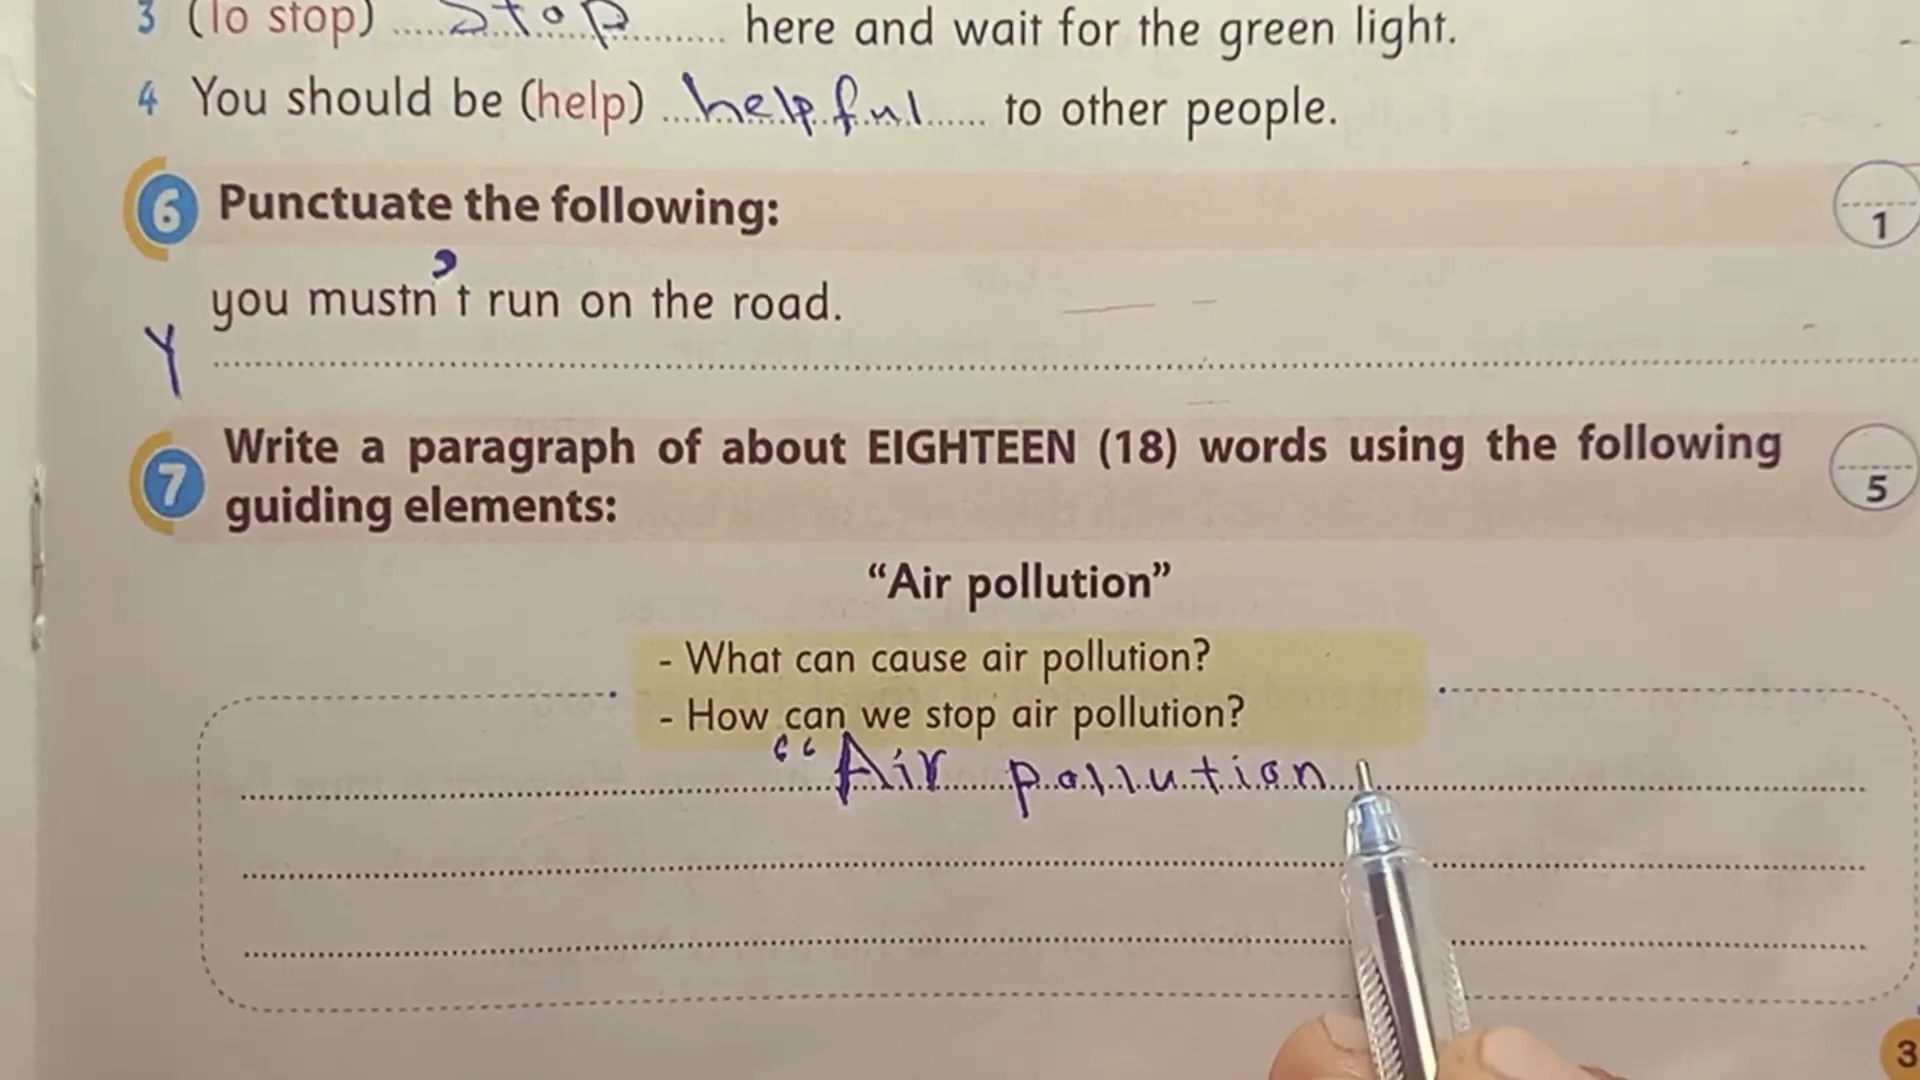 3 (To stop) .....stop.......... here and wait for the green light.
4 You should be (help) ....helpful...... to other people.
6 Punctuate the following: 1
you mustn't run on the road.
Y
7 Write a paragraph of about EIGHTEEN (18) words using the following
guiding elements: 5
“Air pollution”
- What can cause air pollution?
- How can we stop air pollution?
“Air pollution
3